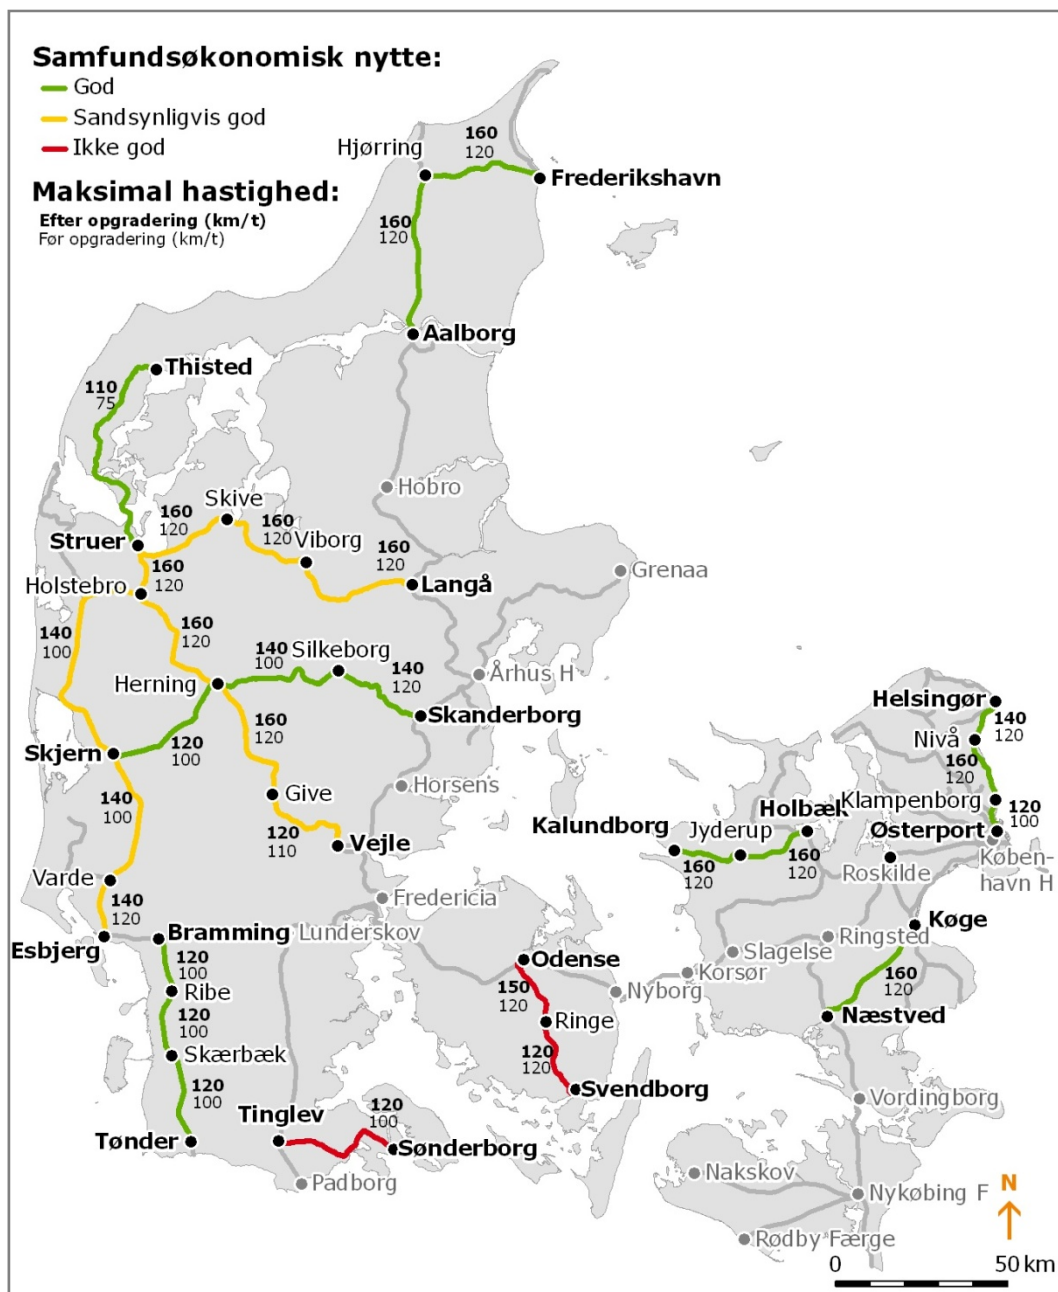 Samfundsøkonomisk nytte:
God
Sandsynligvis god
Ikke god
Maksimal hastighed:
Efter opgradering (km/t)
Før opgradering (km/t)
Hjørring
160
120
Frederikshavn
160
120
Aalborg
Thisted
110
75
Hobro
Skive
160
120
160
120
Viborg
Struer
160
120
Langå
Grenaa
160
120
Holstebro
140
100
160
120
Silkeborg
140
100
140
120
Århus H
Herning
Skanderborg
Helsingør
140
120
Nivå
160
120
Skjern
120
100
160
120
Horsens
Give
140
100
120
110
Vejle
Klampenborg
120
100
Holbæk
Østerport
Kalundborg
Jyderup
160
120
160
120
Roskilde
Køben-
havn H
Varde
140
120
Fredericia
Esbjerg
Bramming
Lunderskov
Køge
Ringsted
Slagelse
Korsør
160
120
Odense
150
120
Nyborg
120
100
Ribe
Ringe
Næstved
120
100
120
120
Skærbæk
Svendborg
120
100
120
100
Vordingborg
Tinglev
Tønder
Sønderborg
Padborg
Nakskov
Nykøbing F
N
Rødby Færge
0
50 km